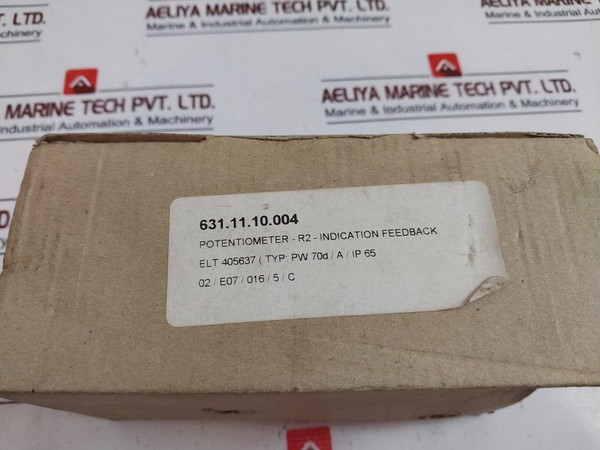 AELIYA MARINE TECH PVT. LTD.
Marine & Industrial Automation & Machinery
MARINE TECH PVT. LTD.
& Industrial Automation & Machinery
AELIYA MARINE TECH PVT. LTD.
Marine & Industrial Automation & Machinery
631.11.10.004
POTENTIOMETER - R2 - INDICATION FEEDBACK
ELT 405637 ( TYP: PW 70d / A / IP 65
02 / E07 / 016 / 5 / C